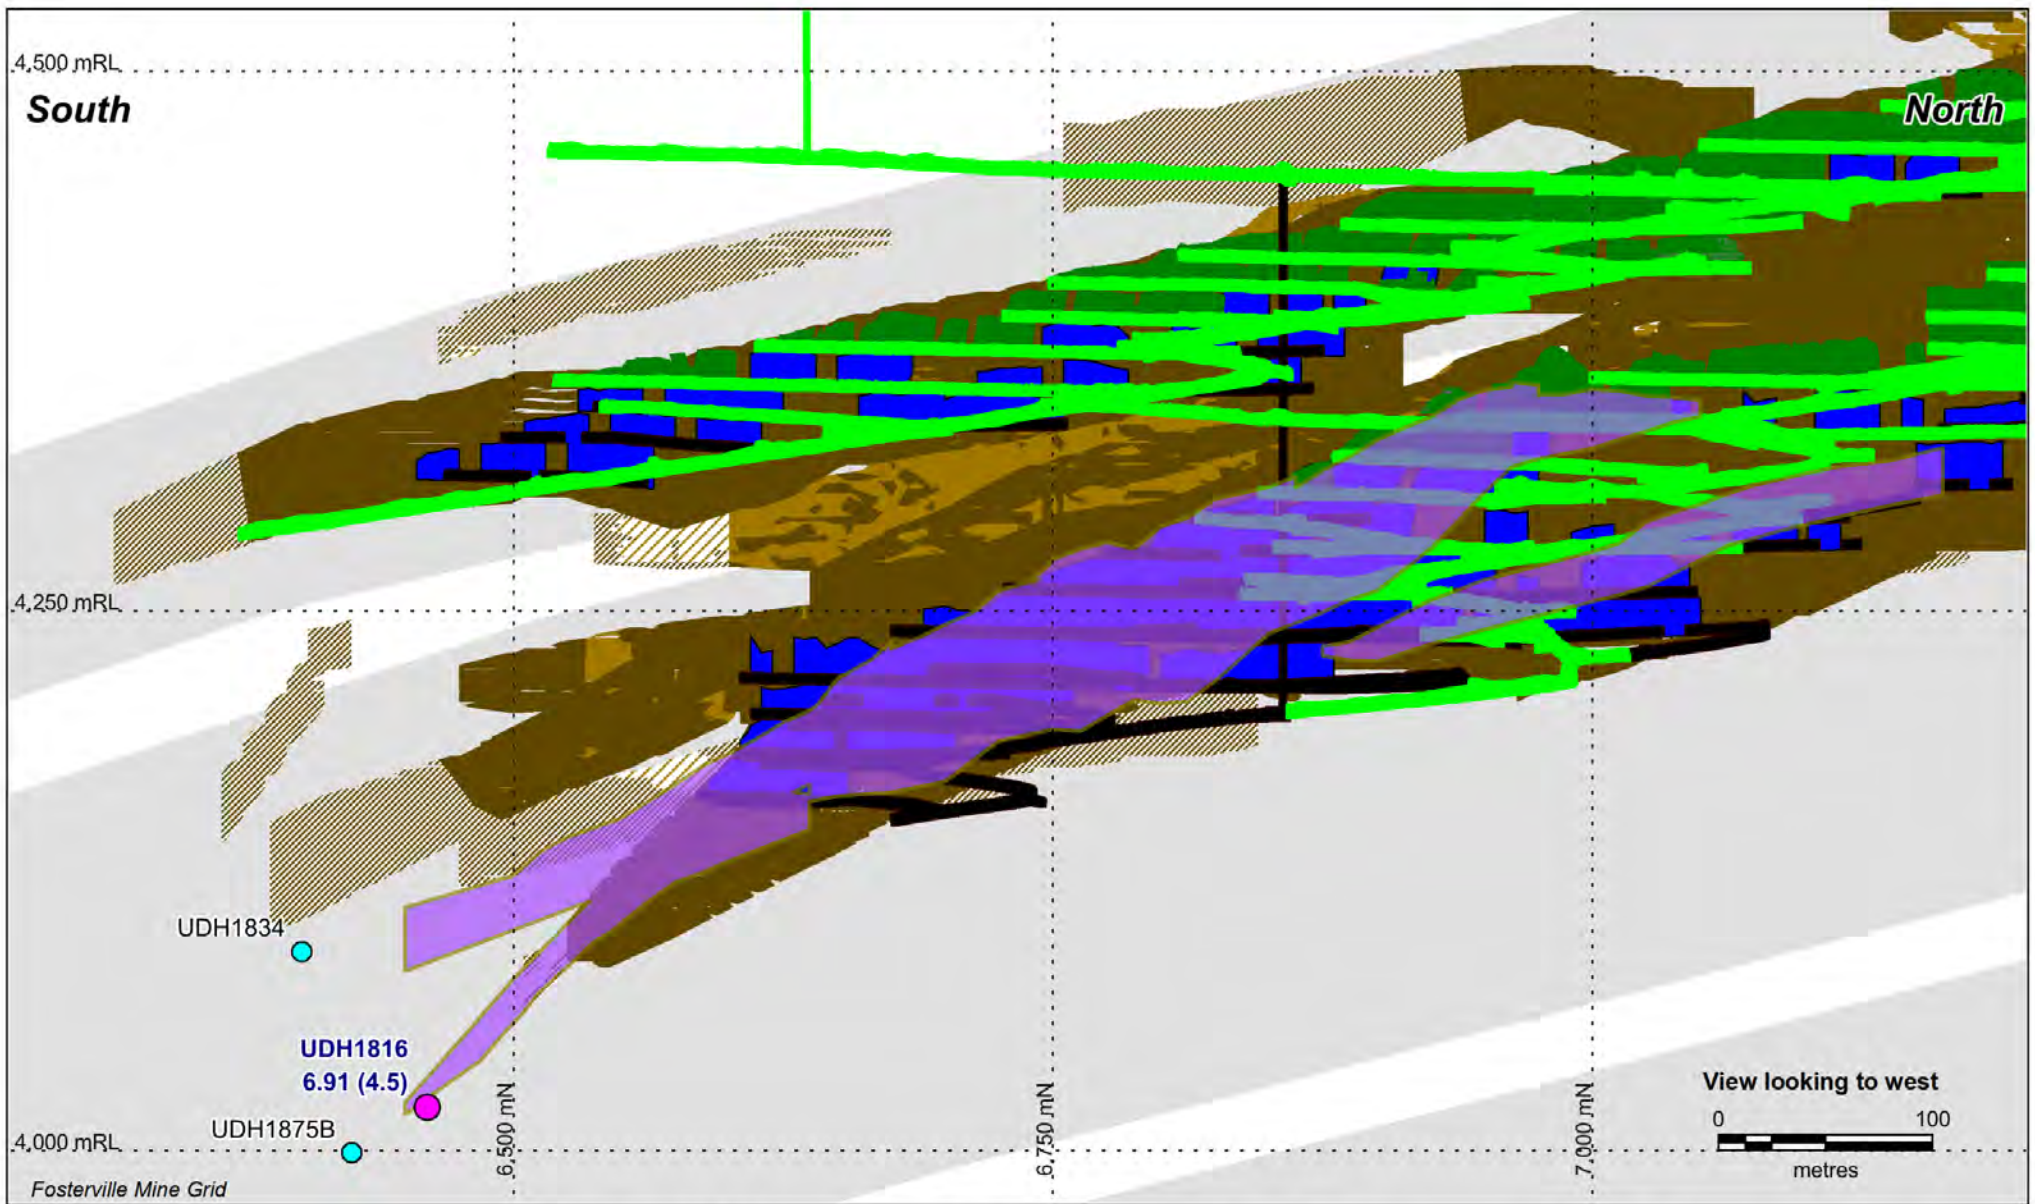 4,500 mRL
South
North
4,250 mRL
UDH1834
UDH1816
6.91 (4.5)
UDH1875B
4,000 mRL
6,500 mN
6,750 mN
7,000 mN
View looking to west
0 100
metres
Fosterville Mine Grid